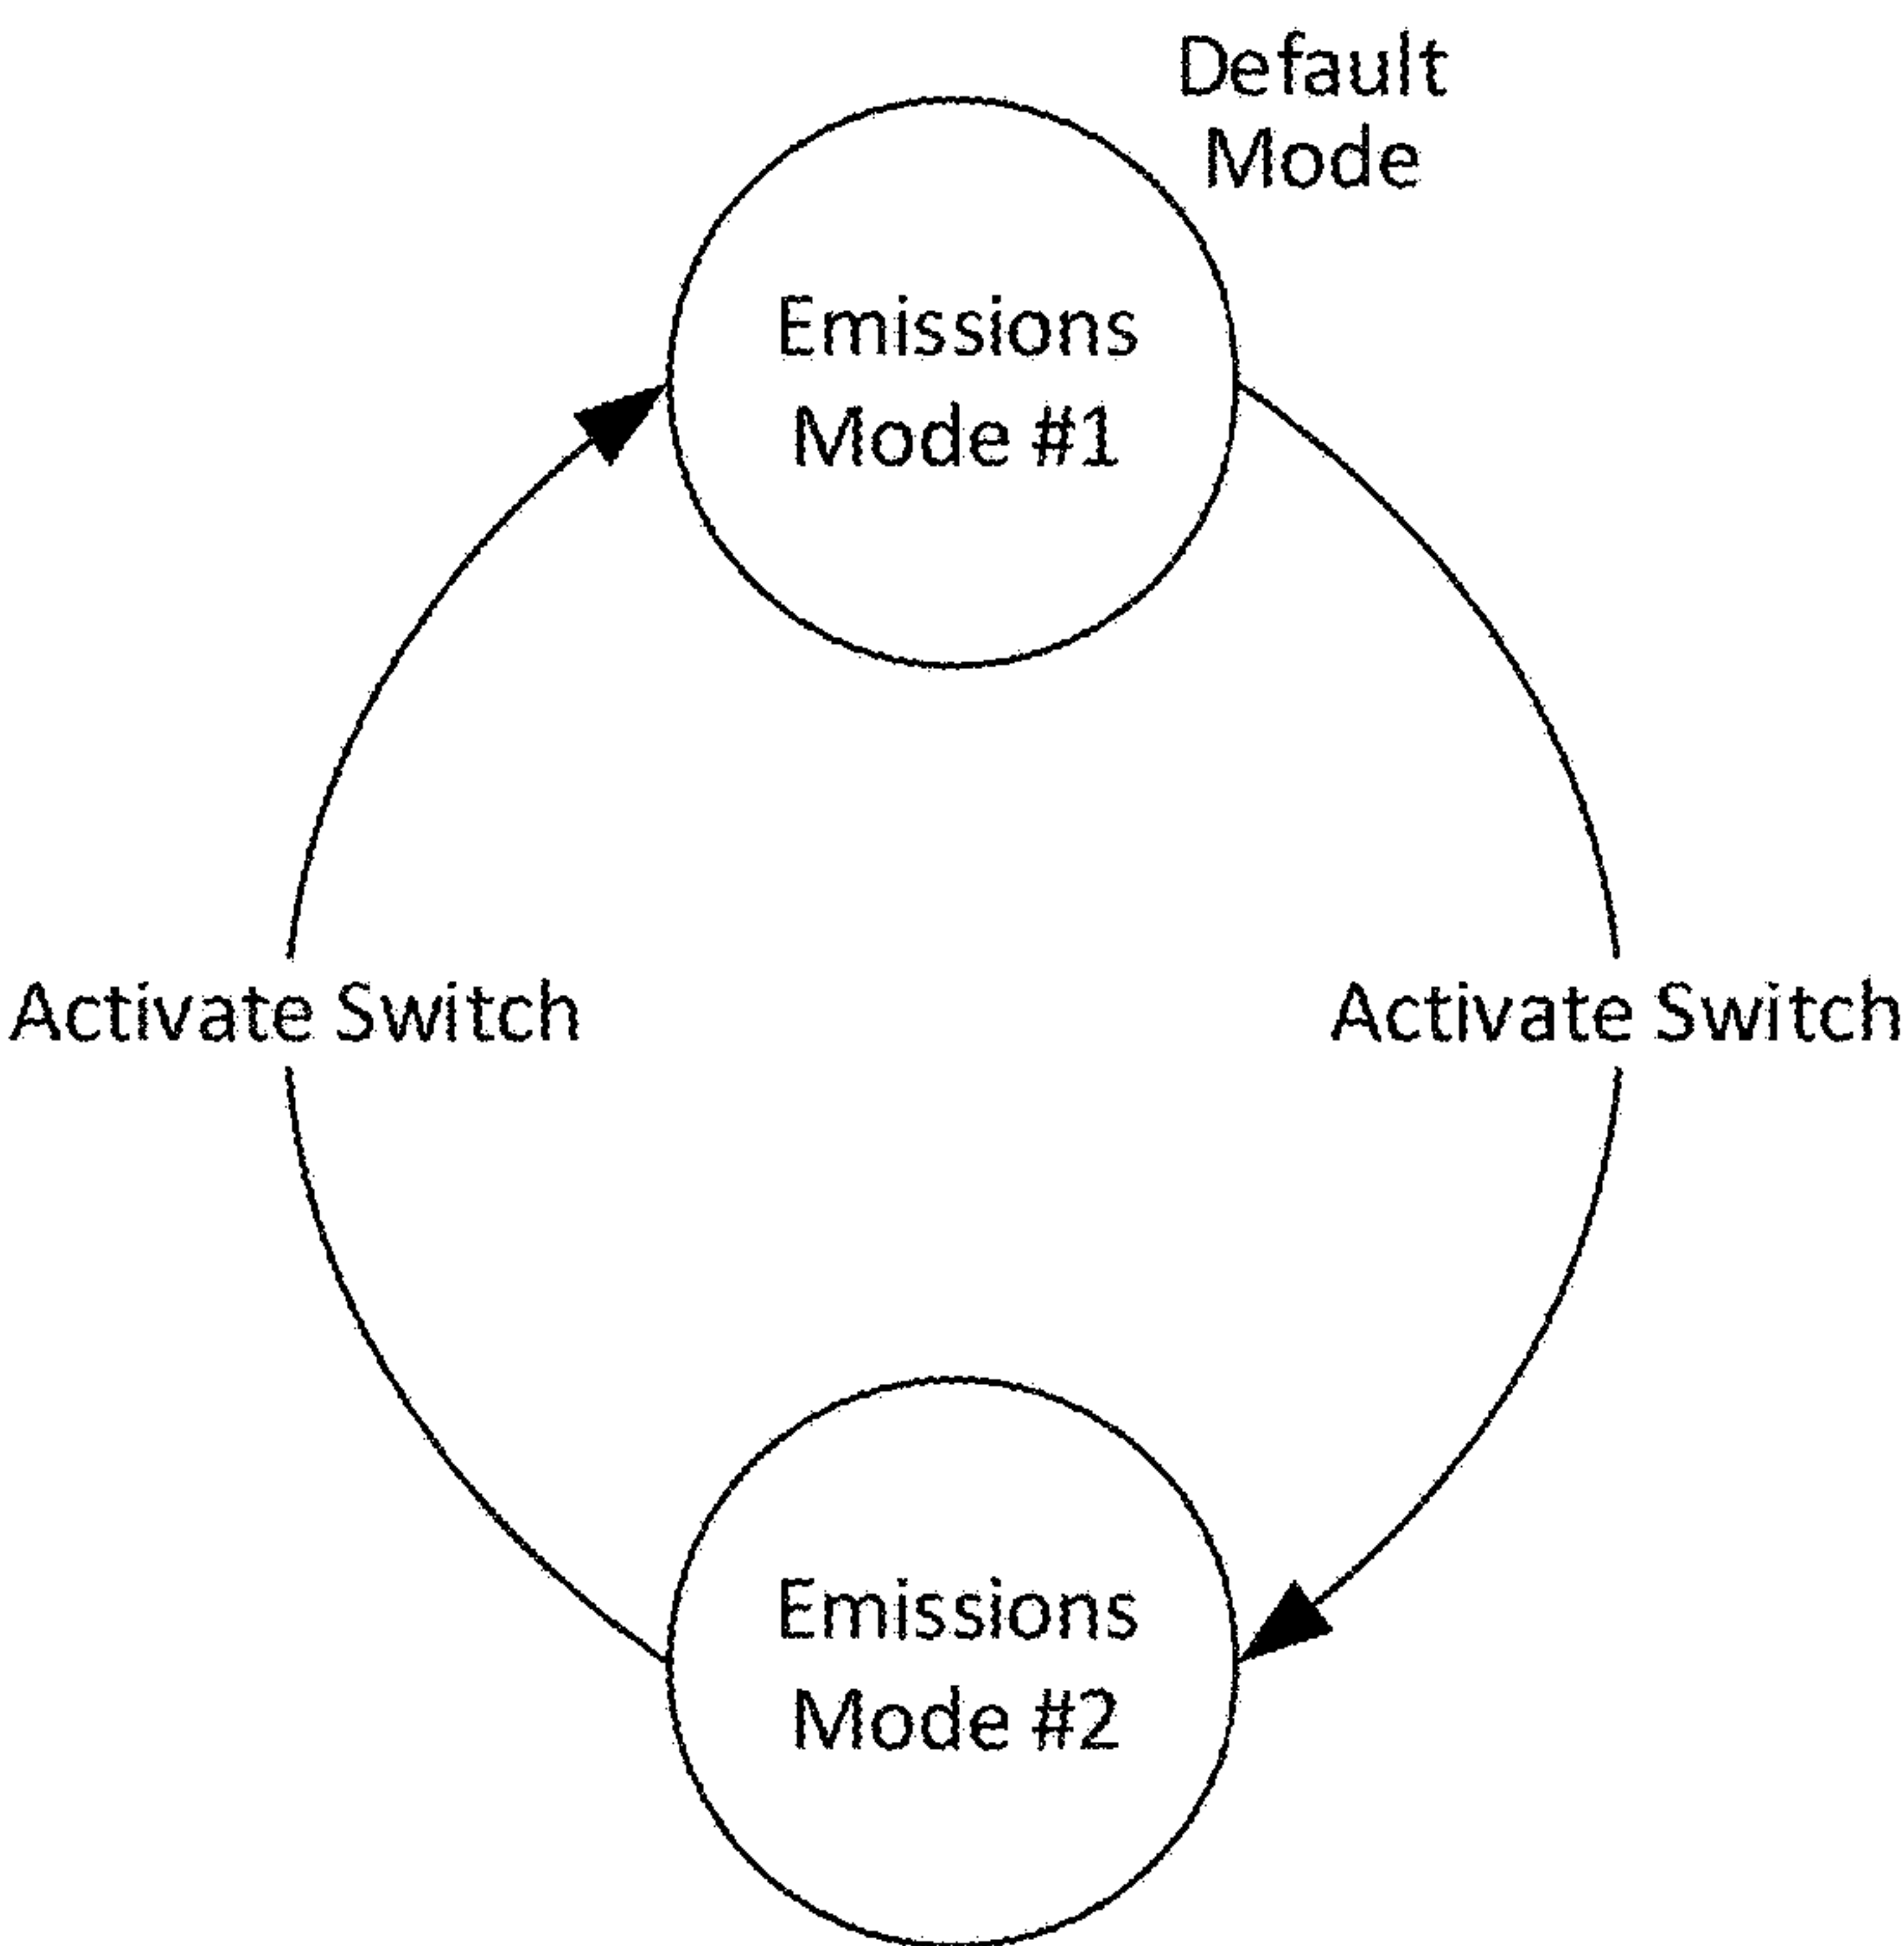 Default
Mode
Emissions
Mode #1
Activate Switch
Activate Switch
Emissions
Mode #2